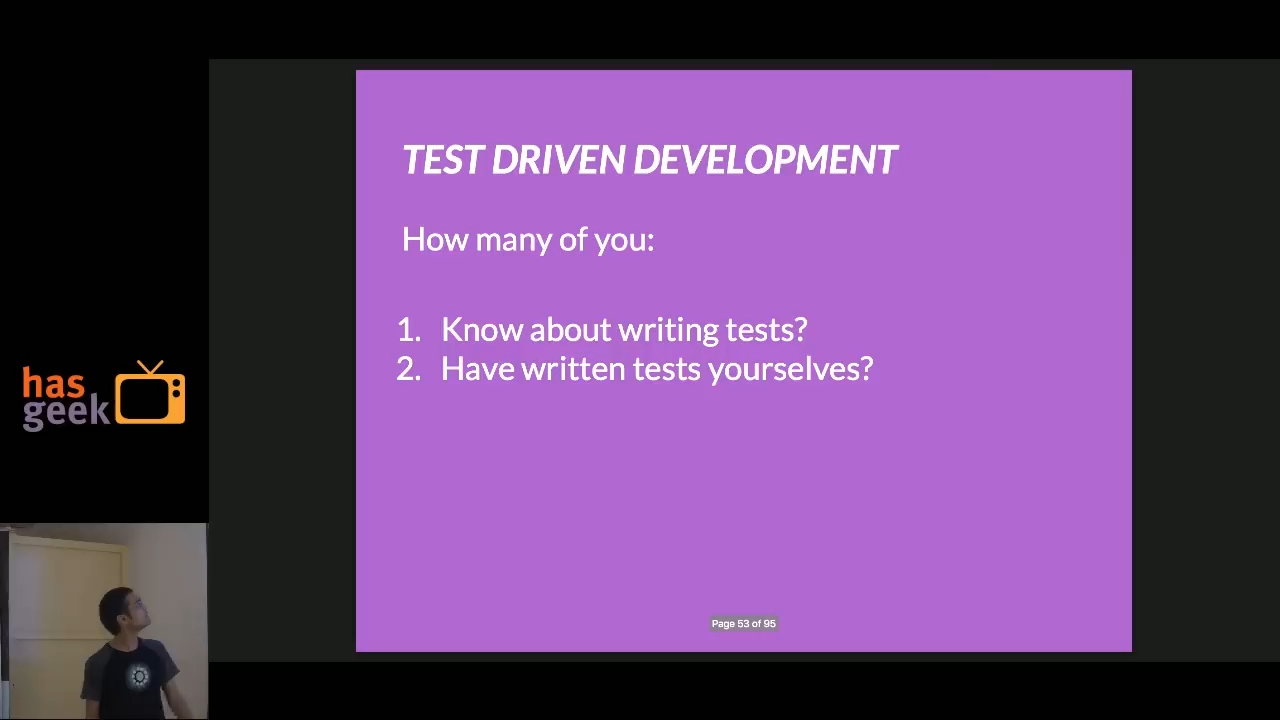 TEST DRIVEN DEVELOPMENT
How many of you:
1. Know about writing tests?
2. Have written tests yourselves?
has
geek
Page 53 of 95